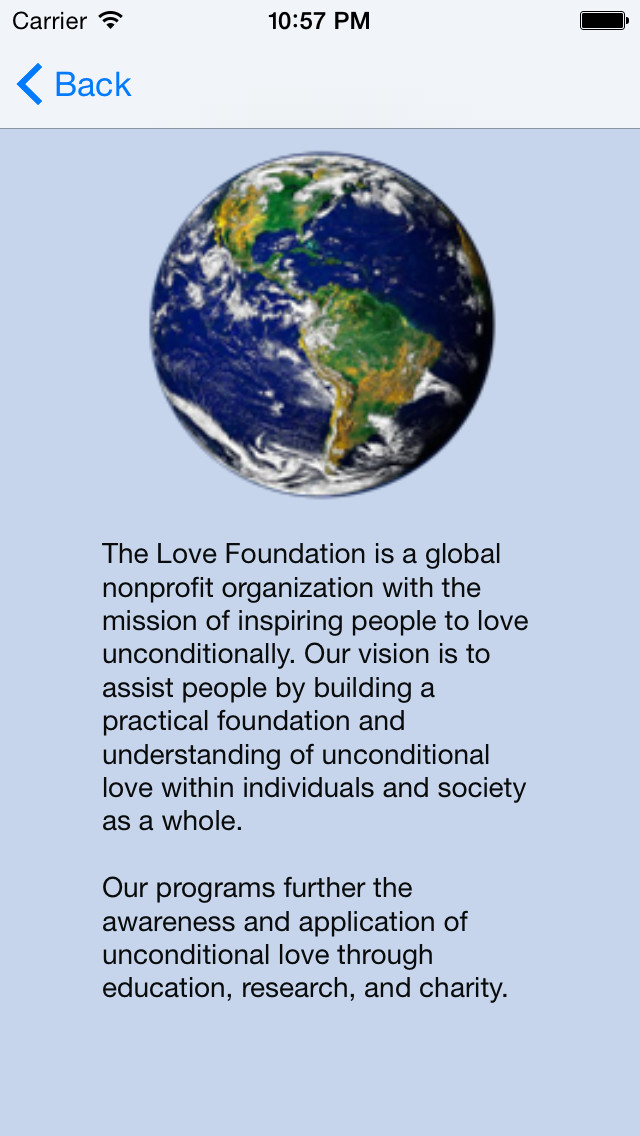 Carrier 10:57 PM
Back
The Love Foundation is a global
nonprofit organization with the
mission of inspiring people to love
unconditionally. Our vision is to
assist people by building a
practical foundation and
understanding of unconditional
love within individuals and society
as a whole.
Our programs further the
awareness and application of
unconditional love through
education, research, and charity.